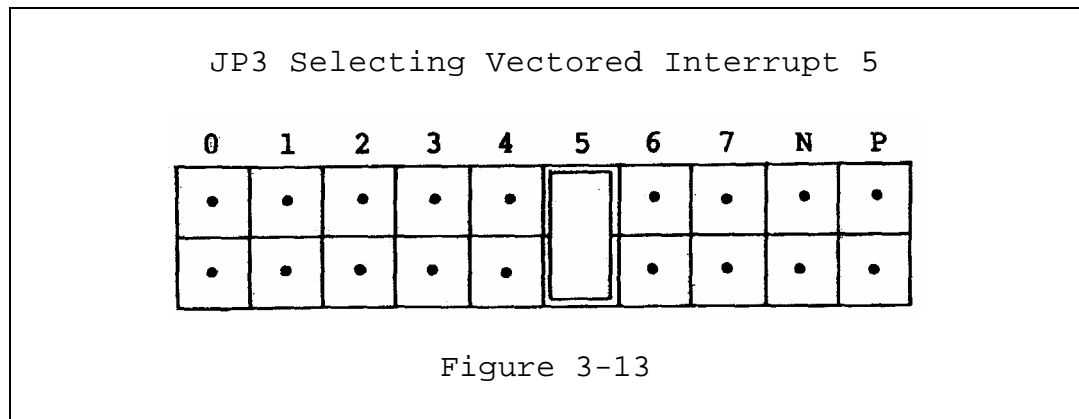 JP3 Selecting Vectored Interrupt 5
0 1 2 3 4 5 6 7 N P
Figure 3-13